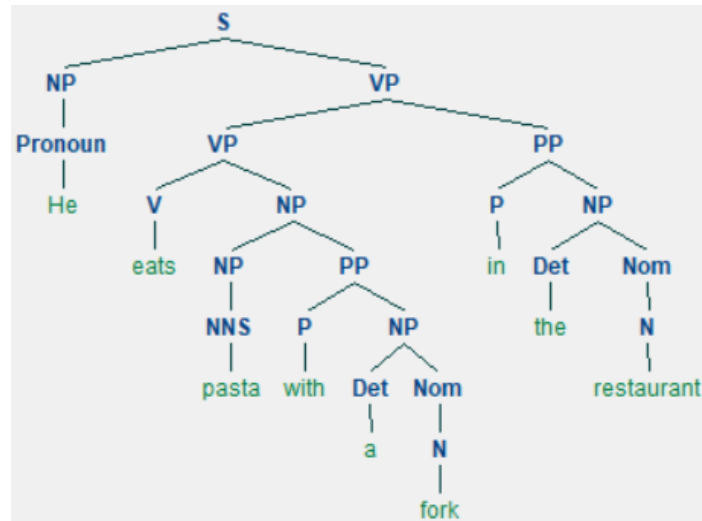 S
NP VP
Pronoun VP PP
He V NP P NP
eats NP PP in Det Nom
NNS P NP the N
pasta with Det Nom restaurant
a N
fork